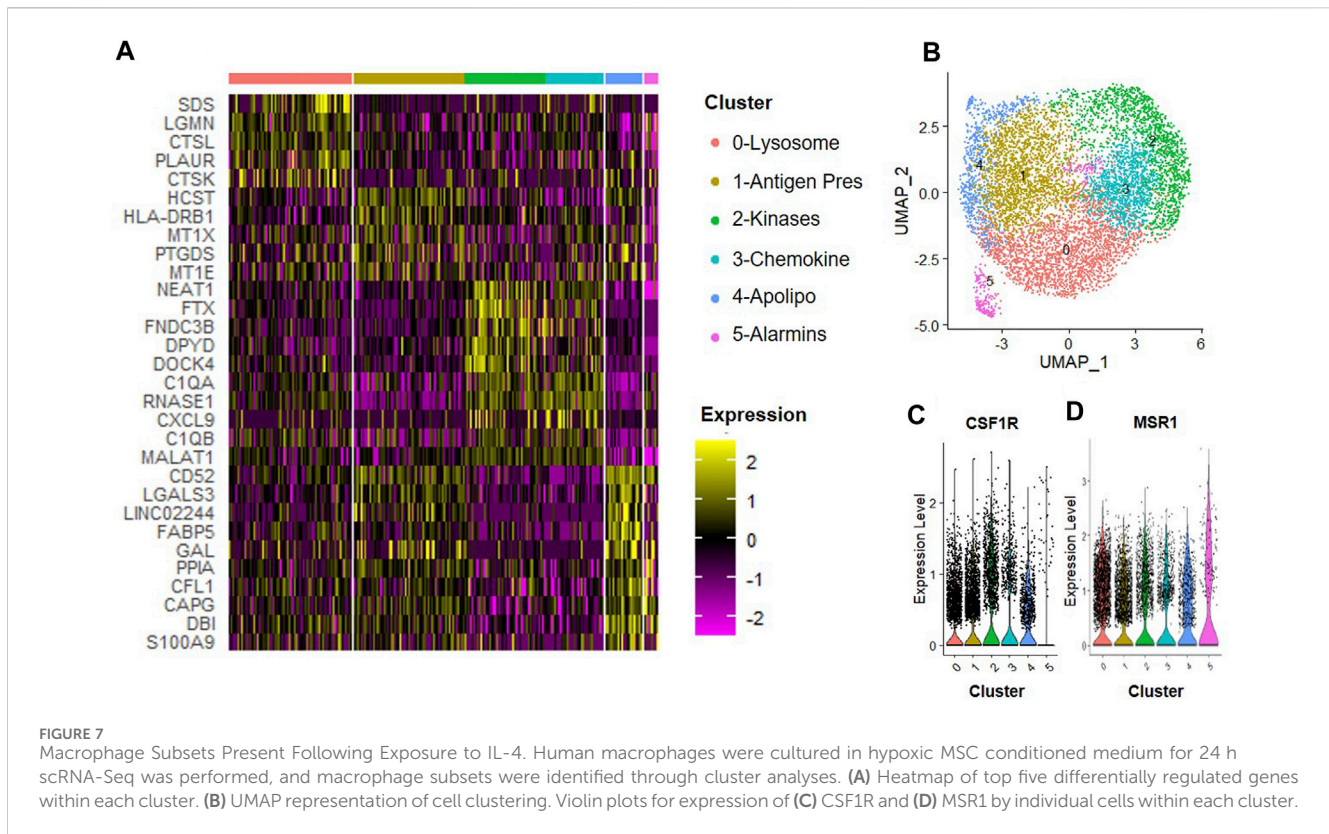 A
SDS
LGMN
CTSL
PLAUR
CTSK
HCST
HLA-DRB1
MT1X
PTGDS
MT1E
NEAT1
FTX
FNDC3B
DPYD
DOCK4
C1QA
RNASE1
CXCL9
C1QB
MALAT1
CD52
LGALS3
LINC02244
FABP5
GAL
PPIA
CFL1
CAPG
DBI
S100A9
Cluster
0-Lysosome
1-Antigen Pres
2-Kinases
3-Chemokine
4-Apolipo
5-Alarmins
Expression
2
1
0
-1
-2
B
UMAP_2
2.5
0.0
-2.5
-5.0
4
1
2
3
0
5
-3
0
3
6
UMAP_1
C
CSF1R
Expression Level
2
1
0
0 1 2 3 4 5
Cluster
D
MSR1
Expression Level
3
2
1
0
0 1 2 3 4 5
Cluster
FIGURE 7
Macrophage Subsets Present Following Exposure to IL-4. Human macrophages were cultured in hypoxic MSC conditioned medium for 24 h
scRNA-Seq was performed, and macrophage subsets were identified through cluster analyses. (A) Heatmap of top five differentially regulated genes
within each cluster. (B) UMAP representation of cell clustering. Violin plots for expression of (C) CSF1R and (D) MSR1 by individual cells within each cluster.